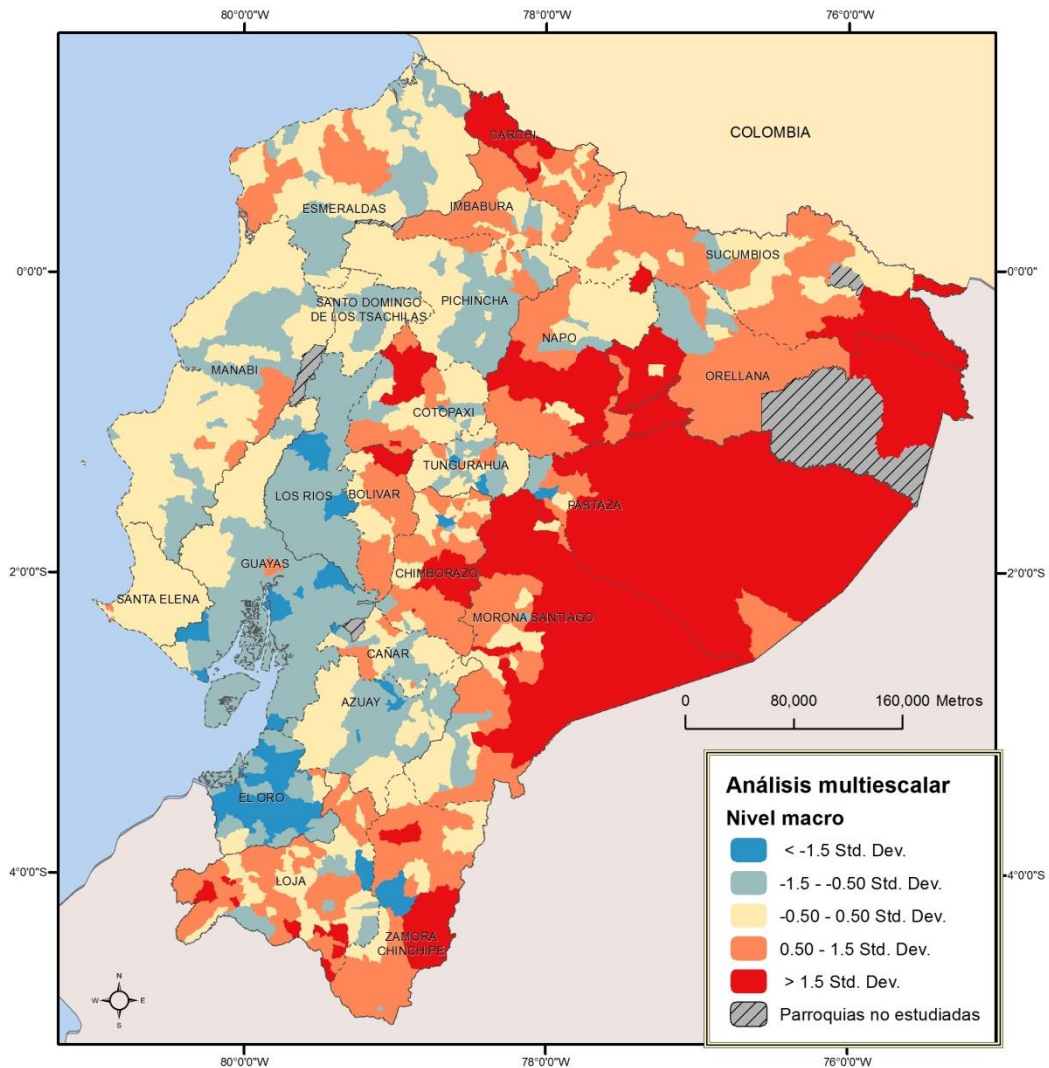 80°0'0"W
78°0'0"W
76°0'0"W
COLOMBIA
CARCHI
ESMERALDAS
IMBABURA
SUCUMBIOS
0°0'0"
0°0'0"
PICHINCHA
SANTO DOMINGO
DE LOS TSACHILAS
NAPO
MANABI
ORELLANA
COTOPAXI
TUNGURAHUA
LOS RIOS
BOLIVAR
PASTAZA
GUAYAS
CHIMBORAZO
2°0'0"S
2°0'0"S
SANTA ELENA
MORONA SANTIAGO
CAÑAR
AZUAY
0
80,000
160,000 Metros
EL ORO
LOJA
4°0'0"S
4°0'0"S
ZAMORA
CHINCHIPE
N
W
E
S
Análisis multiescalar
Nivel macro
< -1.5 Std. Dev.
-1.5 - -0.50 Std. Dev.
-0.50 - 0.50 Std. Dev.
0.50 - 1.5 Std. Dev.
> 1.5 Std. Dev.
Parroquias no estudiadas
80°0'0"W
78°0'0"W
76°0'0"W